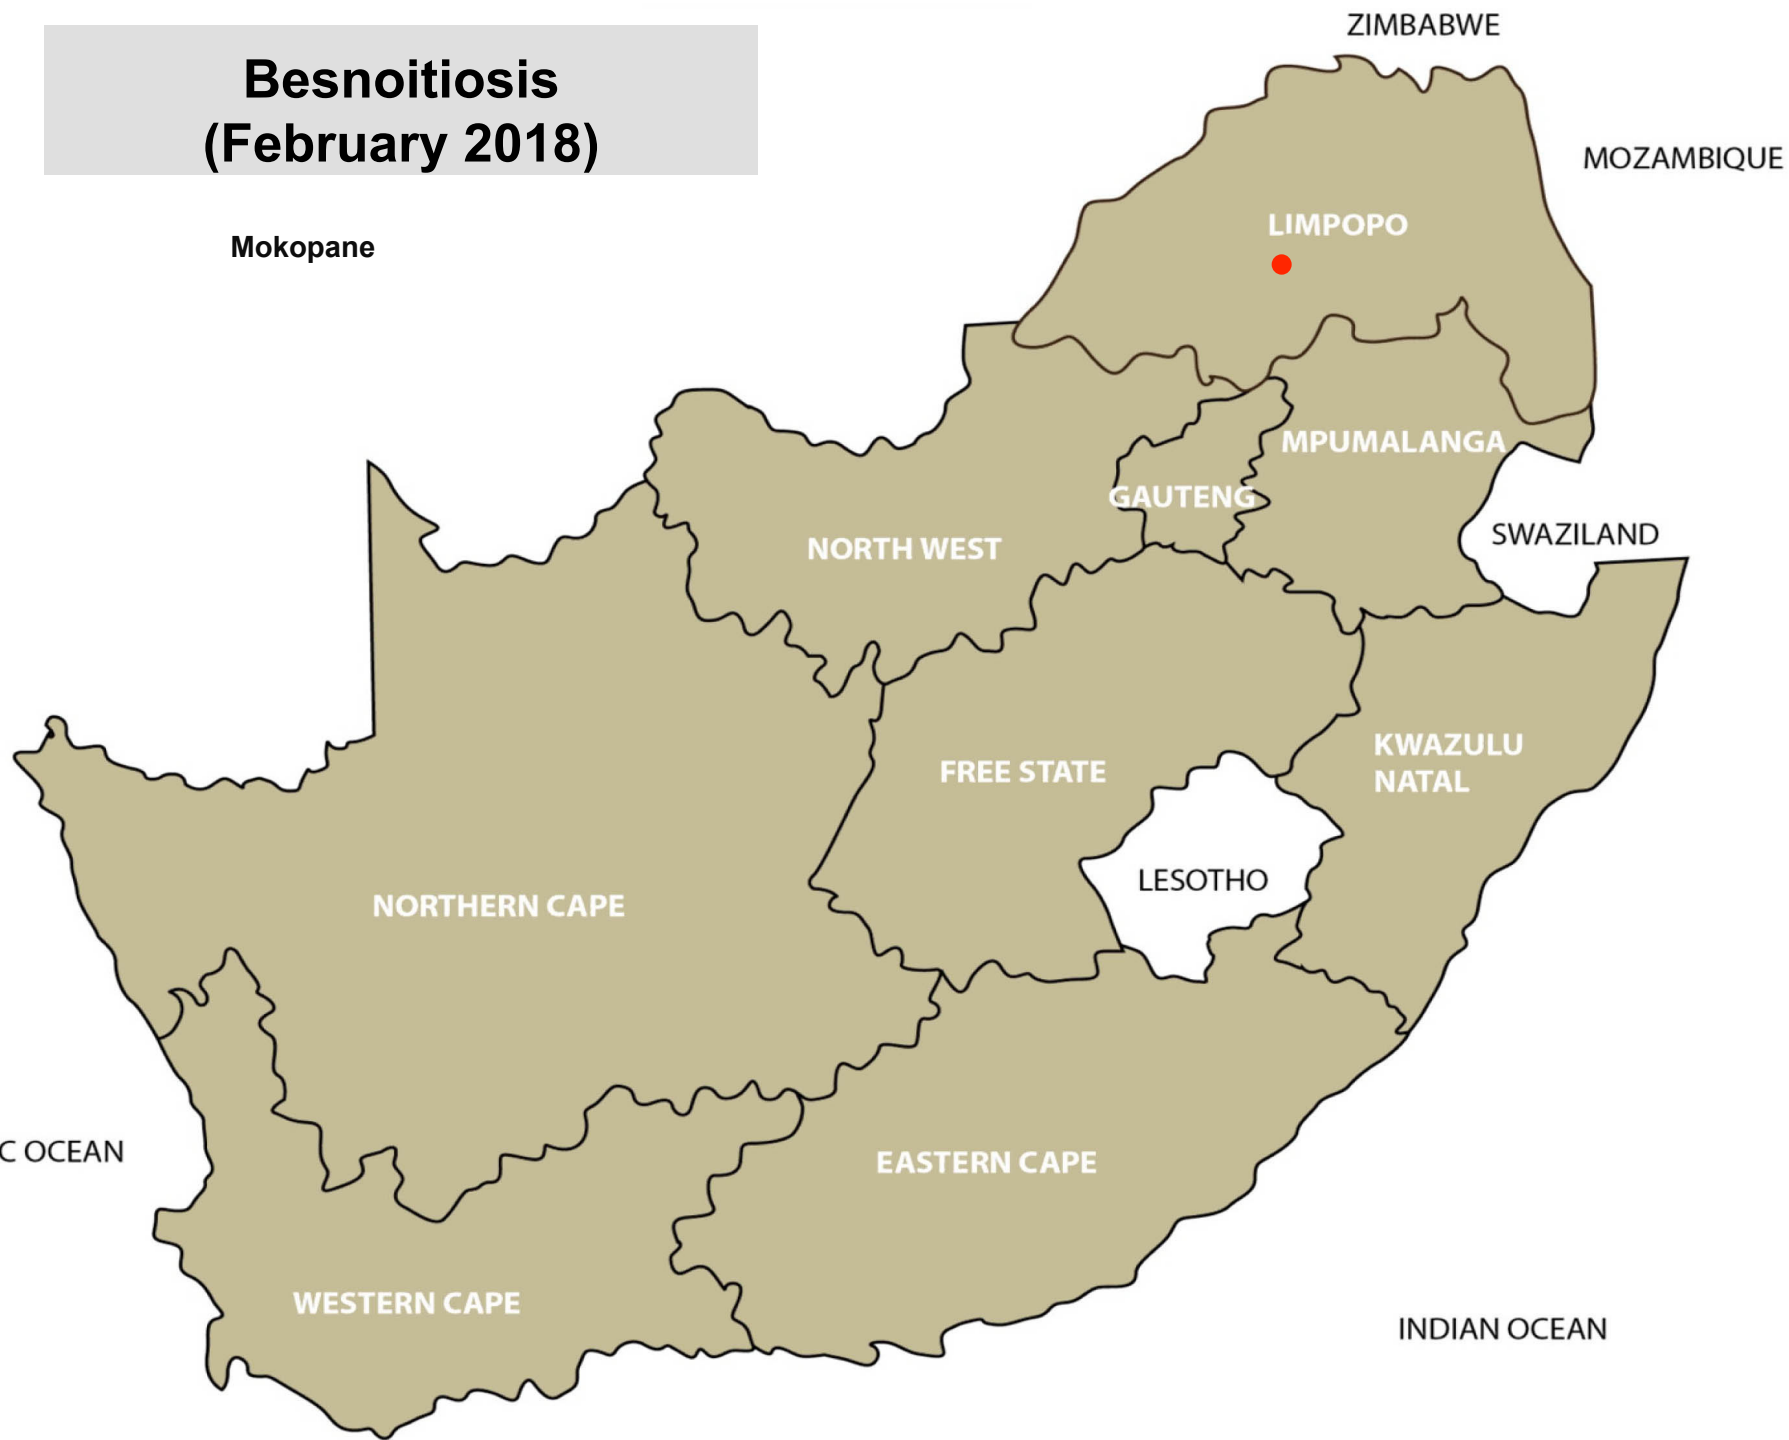 Besnoitiosis
(February 2018)
Mokopane
ZIMBABWE
MOZAMBIQUE
LIMPOPO
MPUMALANGA
GAUTENG
SWAZILAND
NORTH WEST
KWAZULU
NATAL
FREE STATE
LESOTHO
NORTHERN CAPE
C OCEAN
EASTERN CAPE
WESTERN CAPE
INDIAN OCEAN